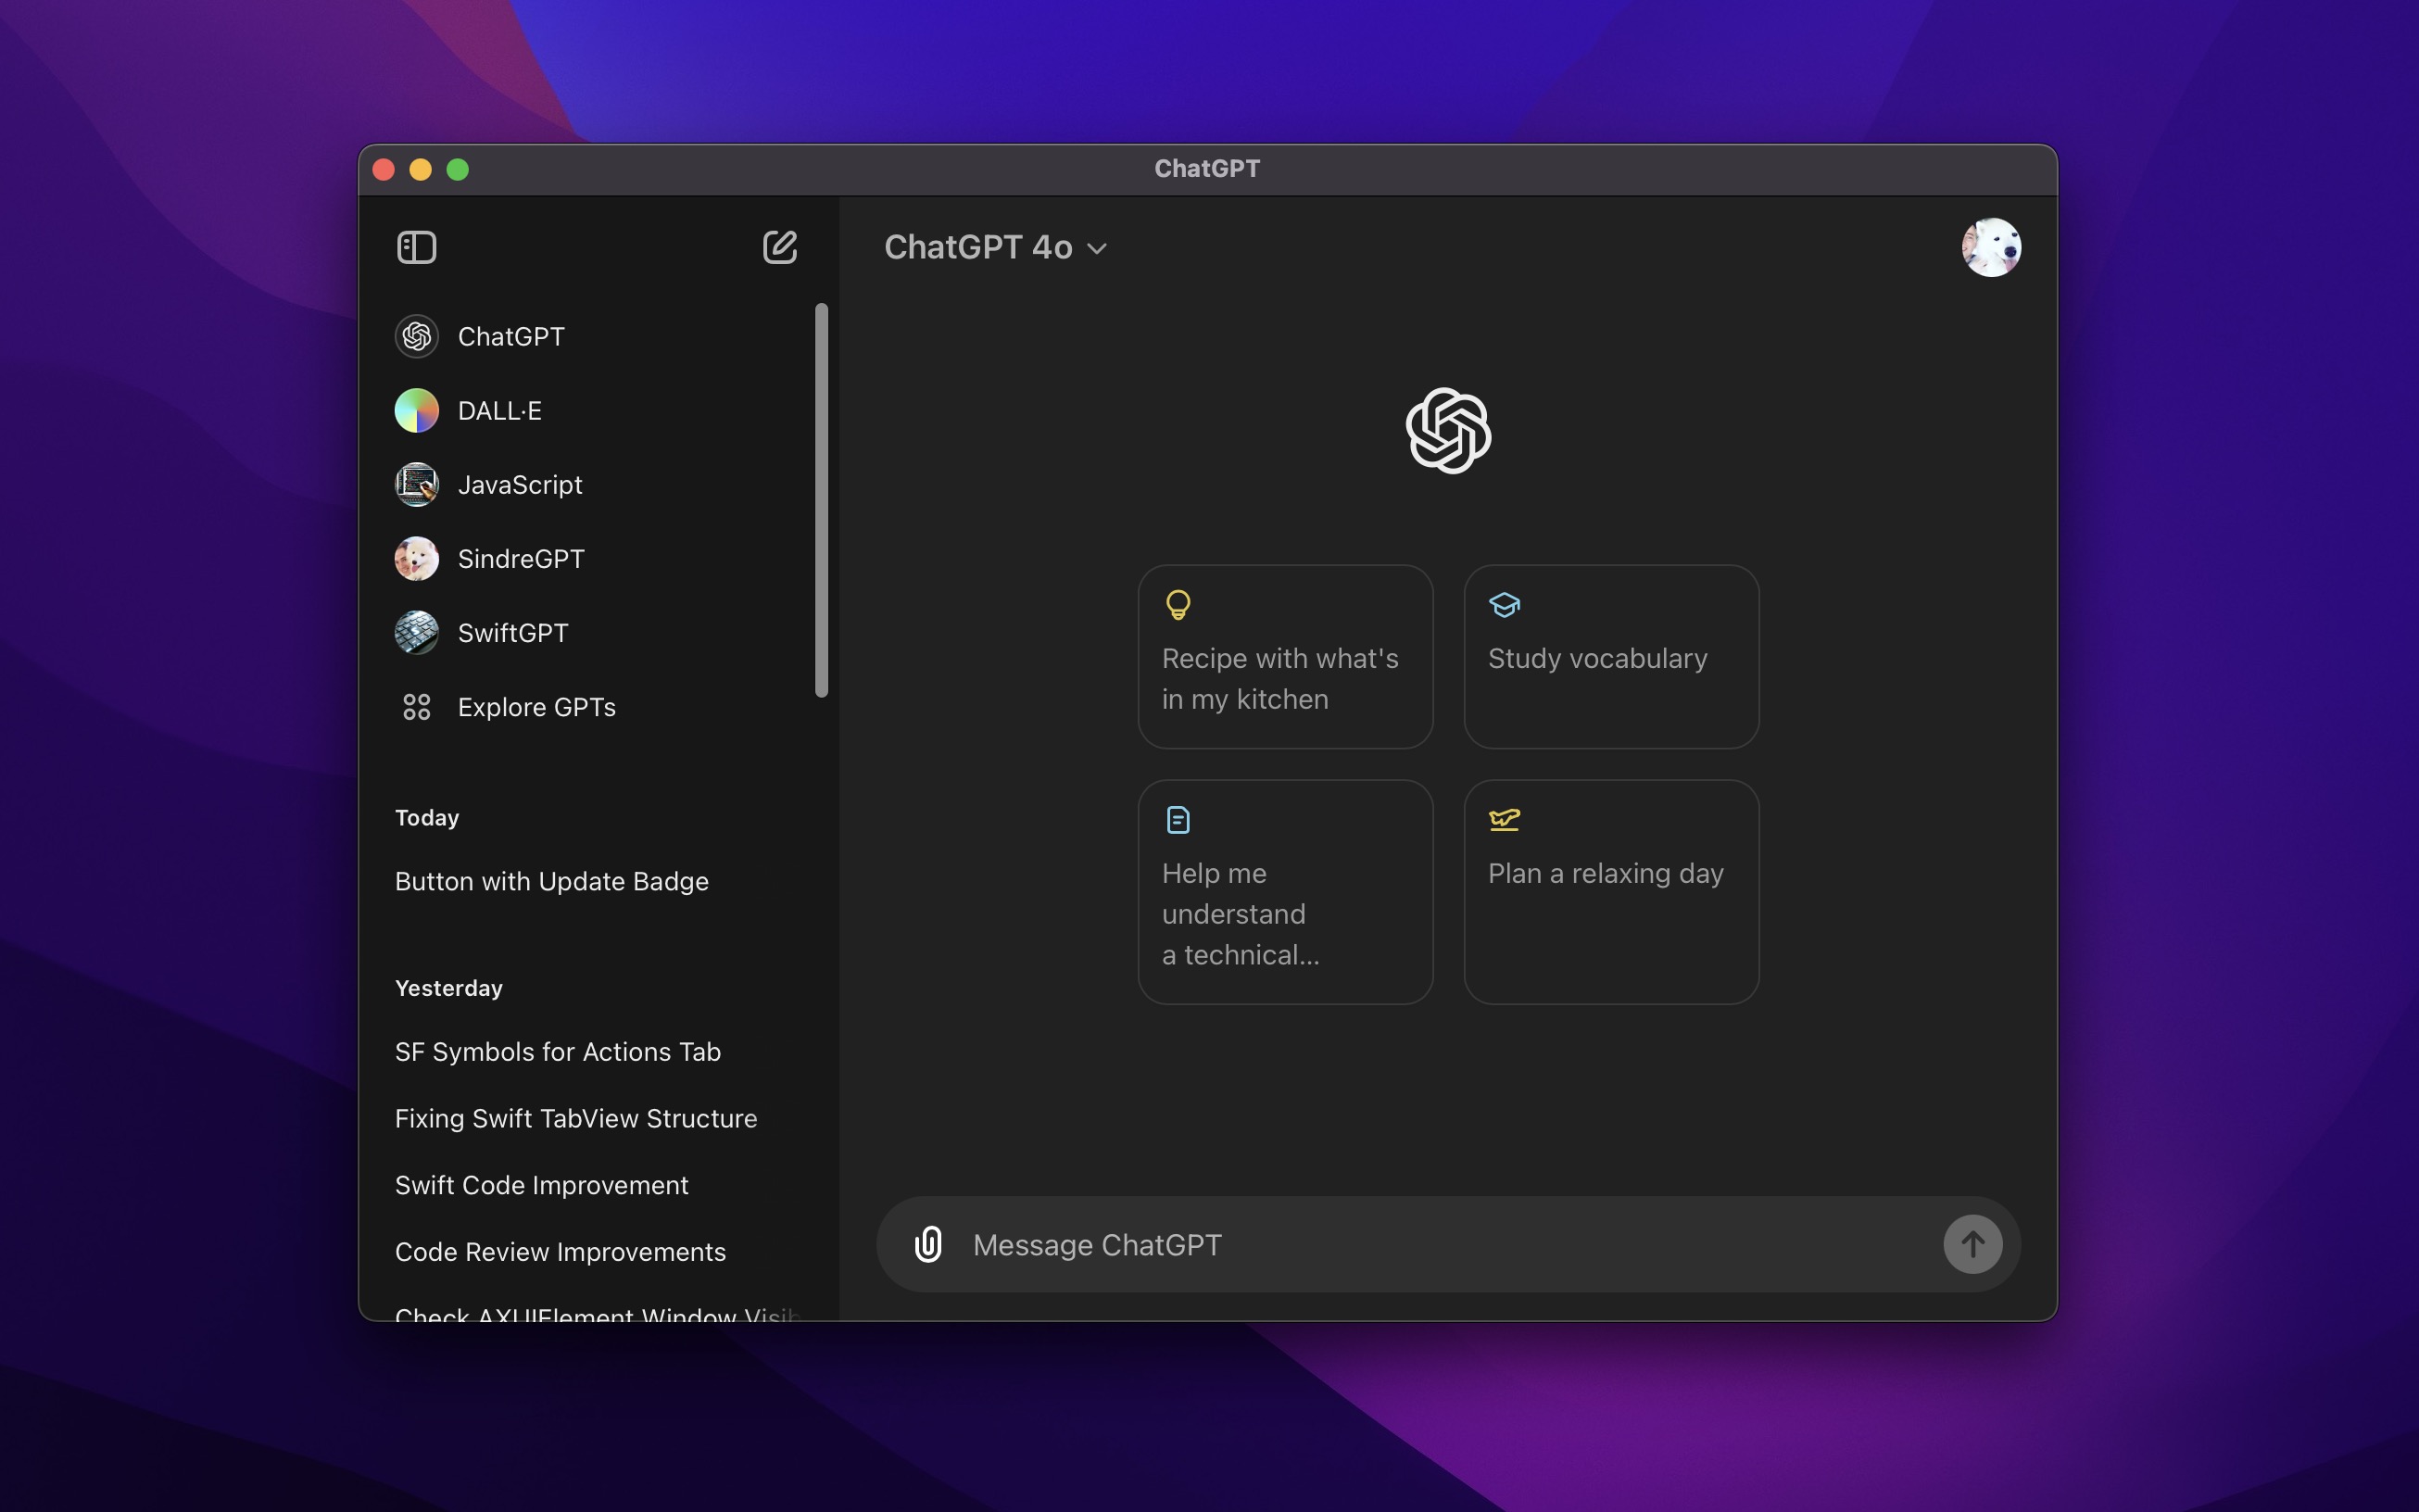 ChatGPT
ChatGPT
DALL·E
JavaScript
SindreGPT
SwiftGPT
Explore GPTs
Today
Button with Update Badge
Yesterday
SF Symbols for Actions Tab
Fixing Swift TabView Structure
Swift Code Improvement
Code Review Improvements
Check AXUIElement Window
ChatGPT 4o
Recipe with what's
in my kitchen
Study vocabulary
Help me
understand
a technical...
Plan a relaxing day
Message ChatGPT